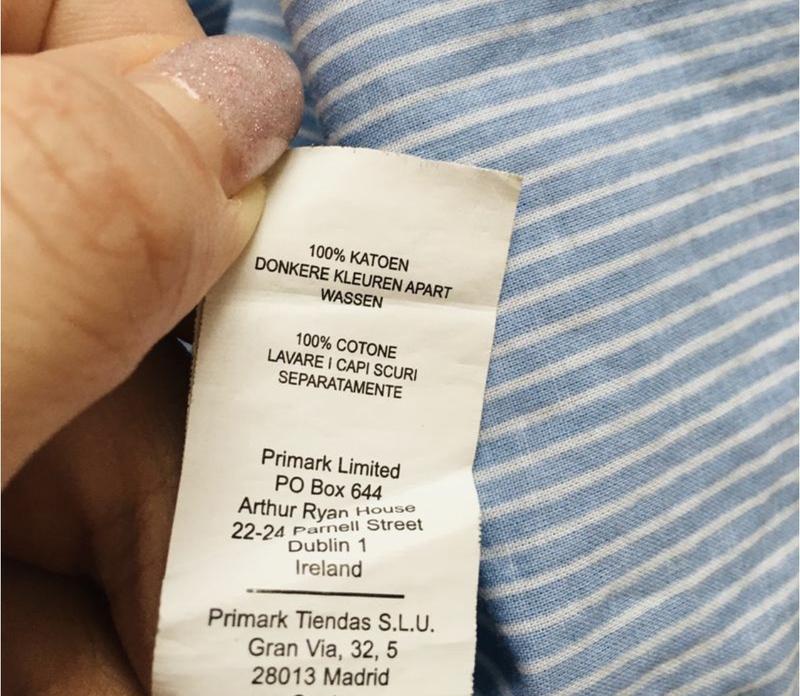 100% KATOEN
DONKERE KLEUREN APART
WASSEN
100% COTONE
LAVARE I CAPI SCURI
SEPARATAMENTE
Primark Limited
PO Box 644
Arthur Ryan House
22-24 Parnell Street
Dublin 1
Ireland
Primark Tiendas S.L.U.
Gran Via, 32, 5
28013 Madrid